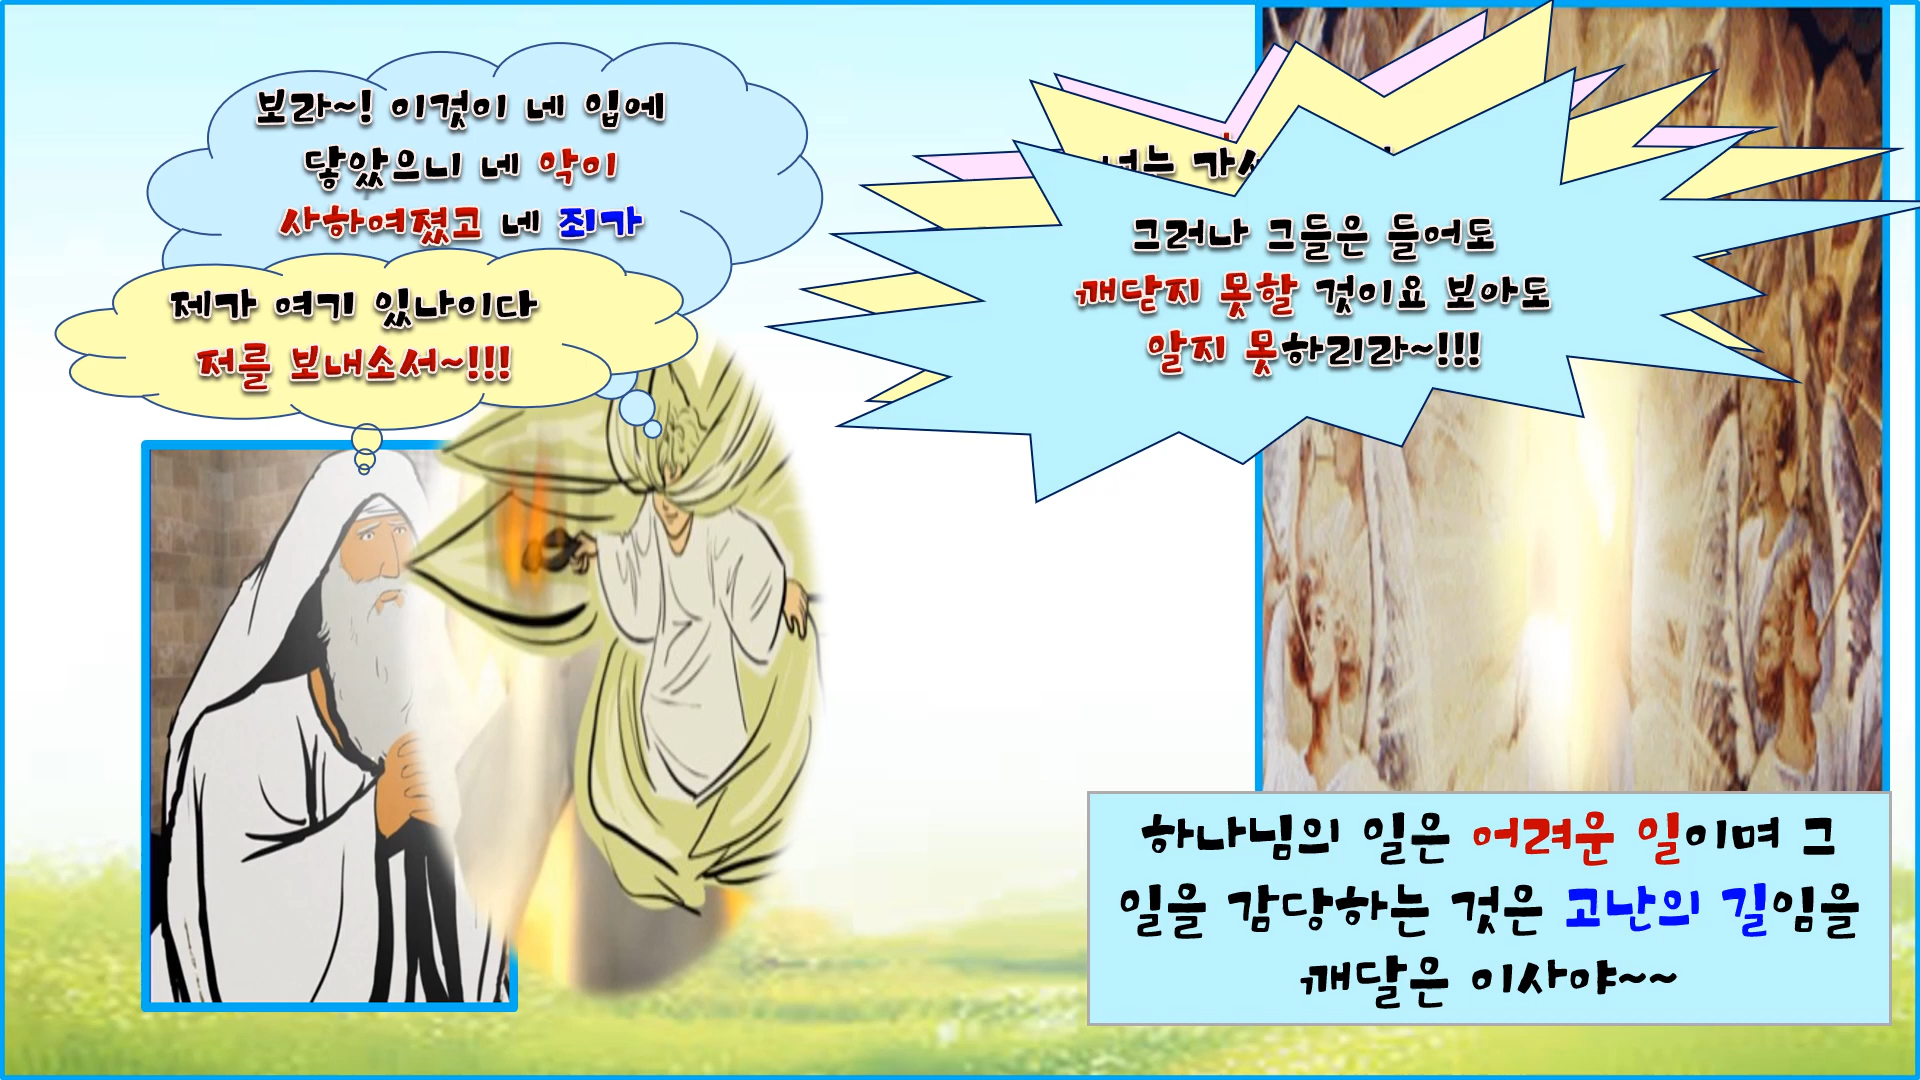 보라~! 이것이 네 입에
닿았으니 네 악이
사하여졌고 네 죄가
제가 여기 있나이다
저를 보내소서~!!!
너는
그러나 그들은 들어도
깨닫지 못할 것이요 보아도
알지 못하리라~!!!
하나님의 일은 어려운 일이며 그
일을 감당하는 것은 고난의 길임을
깨달은 이사야~~